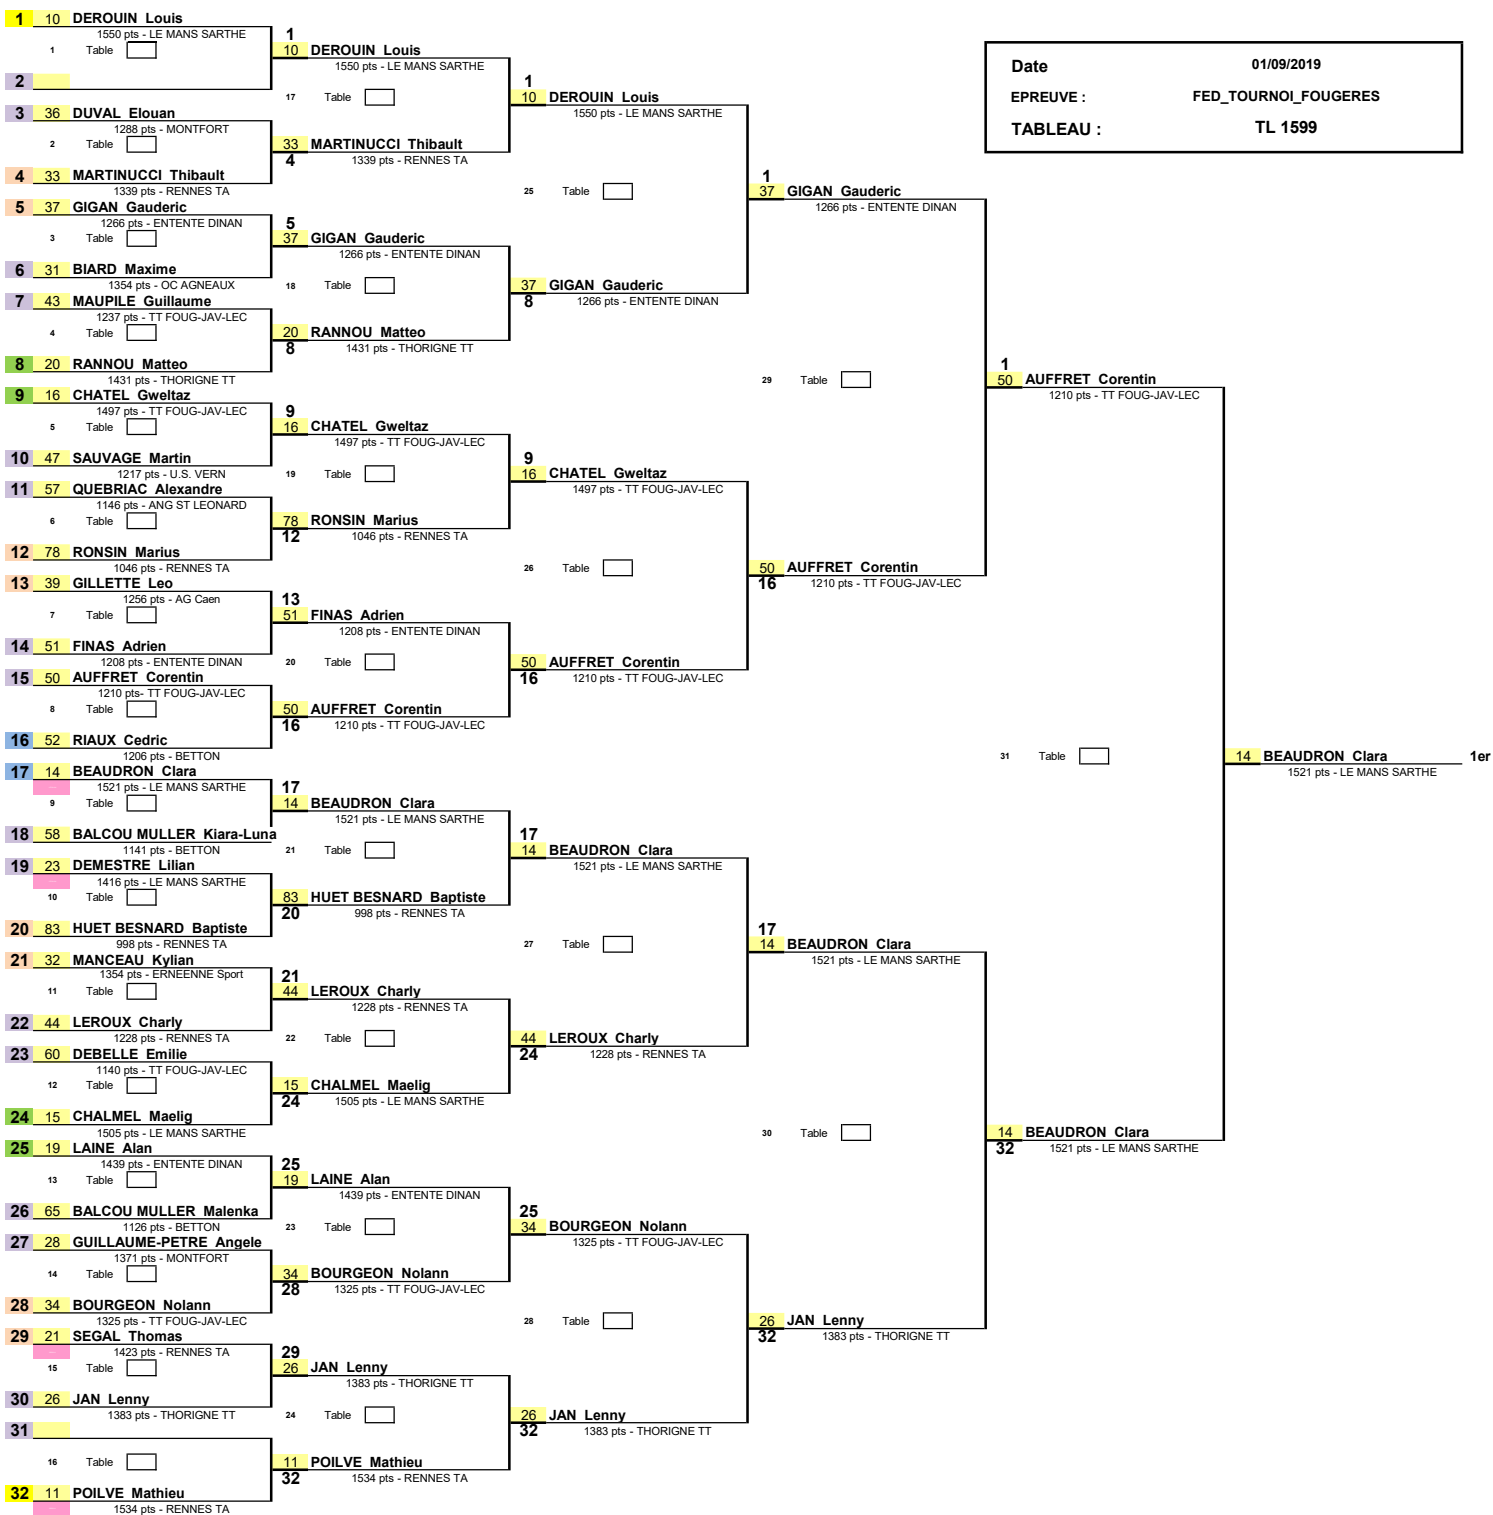 Date 01/09/2019
EPREUVE : FED_TOURNOI_FOUGERES
TABLEAU : TL 1599
1 10 DEROUIN Louis
1550 pts - LE MANS SARTHE
1 Table
2
3 36 DUVAL Elouan
1288 pts - MONTFORT
2 Table
4 33 MARTINUCCI Thibault
1339 pts - RENNES TA
5 37 GIGAN Gauderic
1266 pts - ENTENTE DINAN
3 Table
6 31 BIARD Maxime
1354 pts - OC AGNEAUX
7 43 MAUPILE Guillaume
1237 pts - TT FOUG-JAV-LEC
4 Table
8 20 RANNOU Matteo
1431 pts - THORIGNE TT
9 16 CHATEL Gweltaz
1497 pts - TT FOUG-JAV-LEC
5 Table
10 47 SAUVAGE Martin
1217 pts - U.S. VERN
11 57 QUEBRIAC Alexandre
1146 pts - ANG ST LEONARD
6 Table
12 78 RONSIN Marius
1046 pts - RENNES TA
13 39 GILLETTE Leo
1256 pts - AG Caen
7 Table
14 51 FINAS Adrien
1208 pts - ENTENTE DINAN
15 50 AUFFRET Corentin
1210 pts- TT FOUG-JAV-LEC
8 Table
16 52 RIAUX Cedric
1206 pts - BETTON
17 14 BEAUDRON Clara
1521 pts - LE MANS SARTHE
9 Table
18 58 BALCOU MULLER Kiara-Luna
1141 pts - BETTON
19 23 DEMESTRE Lilian
1416 pts - LE MANS SARTHE
10 Table
20 83 HUET BESNARD Baptiste
998 pts - RENNES TA
21 32 MANCEAU Kylian
1354 pts - ERNEENNE Sport
11 Table
22 44 LEROUX Charly
1228 pts - RENNES TA
23 60 DEBELLE Emilie
1140 pts - TT FOUG-JAV-LEC
12 Table
24 15 CHALMEL Maelig
1505 pts - LE MANS SARTHE
25 19 LAINE Alan
1439 pts - ENTENTE DINAN
13 Table
26 65 BALCOU MULLER Malenka
1126 pts - BETTON
27 28 GUILLAUME-PETRE Angele
1371 pts - MONTFORT
14 Table
28 34 BOURGEON Nolann
1325 pts - TT FOUG-JAV-LEC
29 21 SEGAL Thomas
1423 pts - RENNES TA
15 Table
30 26 JAN Lenny
1383 pts - THORIGNE TT
31
16 Table
32 11 POILVE Mathieu
1534 pts - RENNES TA
1
10 DEROUIN Louis
1550 pts - LE MANS SARTHE
17 Table
33 MARTINUCCI Thibault
4 1339 pts - RENNES TA
5
37 GIGAN Gauderic
1266 pts - ENTENTE DINAN
18 Table
20 RANNOU Matteo
8 1431 pts - THORIGNE TT
9
16 CHATEL Gweltaz
1497 pts - TT FOUG-JAV-LEC
19 Table
78 RONSIN Marius
12 1046 pts - RENNES TA
13
51 FINAS Adrien
1208 pts - ENTENTE DINAN
20 Table
50 AUFFRET Corentin
16 1210 pts - TT FOUG-JAV-LEC
17
14 BEAUDRON Clara
1521 pts - LE MANS SARTHE
21 Table
83 HUET BESNARD Baptiste
20 998 pts - RENNES TA
21
44 LEROUX Charly
1228 pts - RENNES TA
22 Table
15 CHALMEL Maelig
24 1505 pts - LE MANS SARTHE
25
19 LAINE Alan
1439 pts - ENTENTE DINAN
23 Table
34 BOURGEON Nolann
28 1325 pts - TT FOUG-JAV-LEC
29
26 JAN Lenny
1383 pts - THORIGNE TT
24 Table
11 POILVE Mathieu
32 1534 pts - RENNES TA
1
10 DEROUIN Louis
1550 pts - LE MANS SARTHE
25 Table
37 GIGAN Gauderic
8 1266 pts - ENTENTE DINAN
9
16 CHATEL Gweltaz
1497 pts - TT FOUG-JAV-LEC
26 Table
50 AUFFRET Corentin
16 1210 pts - TT FOUG-JAV-LEC
17
14 BEAUDRON Clara
1521 pts - LE MANS SARTHE
27 Table
44 LEROUX Charly
24 1228 pts - RENNES TA
25
34 BOURGEON Nolann
1325 pts - TT FOUG-JAV-LEC
28 Table
26 JAN Lenny
32 1383 pts - THORIGNE TT
1
37 GIGAN Gauderic
1266 pts - ENTENTE DINAN
29 Table
50 AUFFRET Corentin
16 1210 pts - TT FOUG-JAV-LEC
17
14 BEAUDRON Clara
1521 pts - LE MANS SARTHE
30 Table
26 JAN Lenny
32 1383 pts - THORIGNE TT
1
50 AUFFRET Corentin
1210 pts - TT FOUG-JAV-LEC
31 Table
14 BEAUDRON Clara
32 1521 pts - LE MANS SARTHE
14 BEAUDRON Clara 1er
1521 pts - LE MANS SARTHE